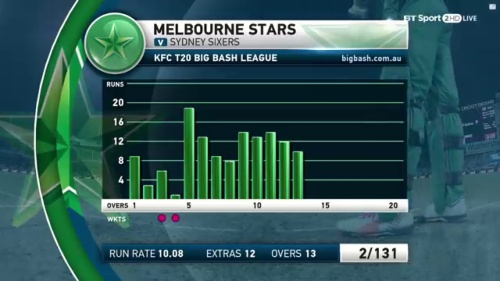 BT Sport 2HD LIVE
MELBOURNE STARS
V SYDNEY SIXERS
KFC T20 BIG BASH LEAGUE bigbash.com.au
RUNS
20
16
12
8
4
OVERS 1 5 10 15 20
WKTS
RUN RATE 10.08 EXTRAS 12 OVERS 13 2/131